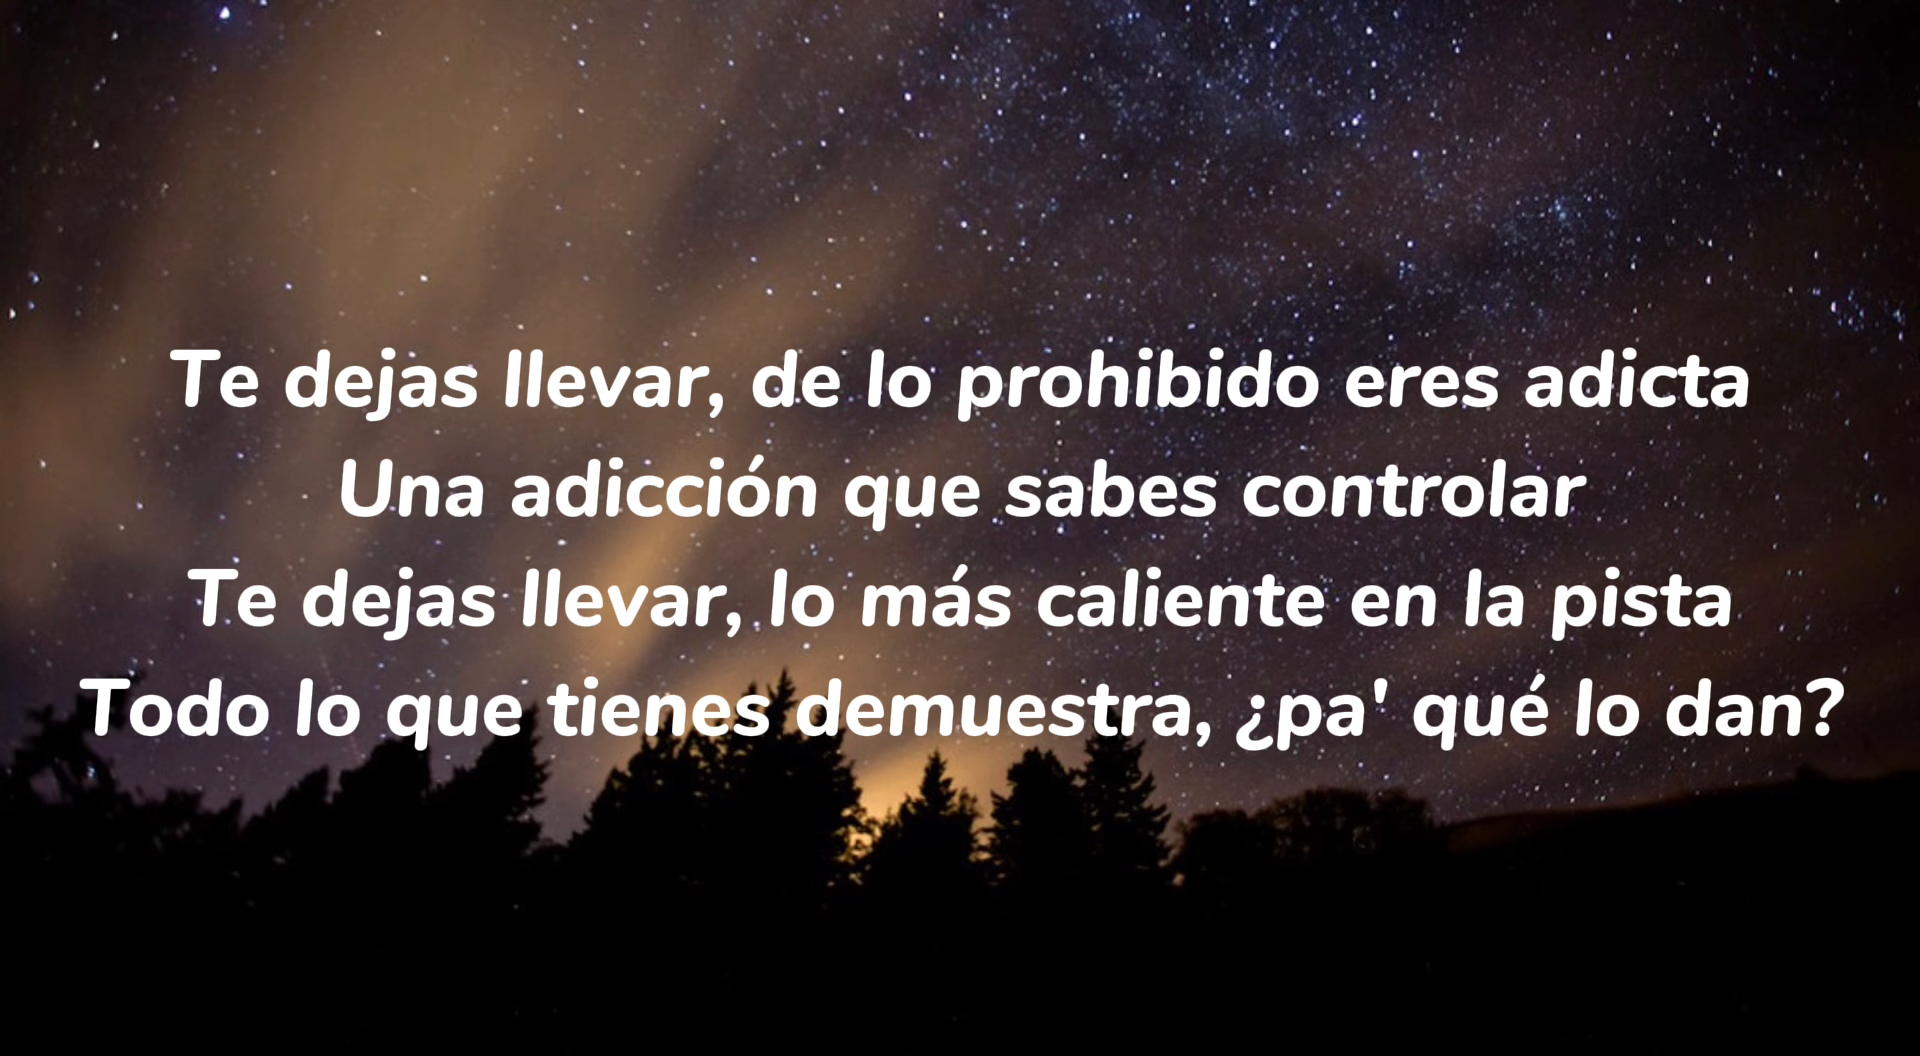 Te dejas llevar, de lo prohibido eres adicta
Una adicción que sabes controlar
Te dejas llevar, lo más caliente en la pista
Todo lo que tienes demuestra, ¿pa' qué lo dan?